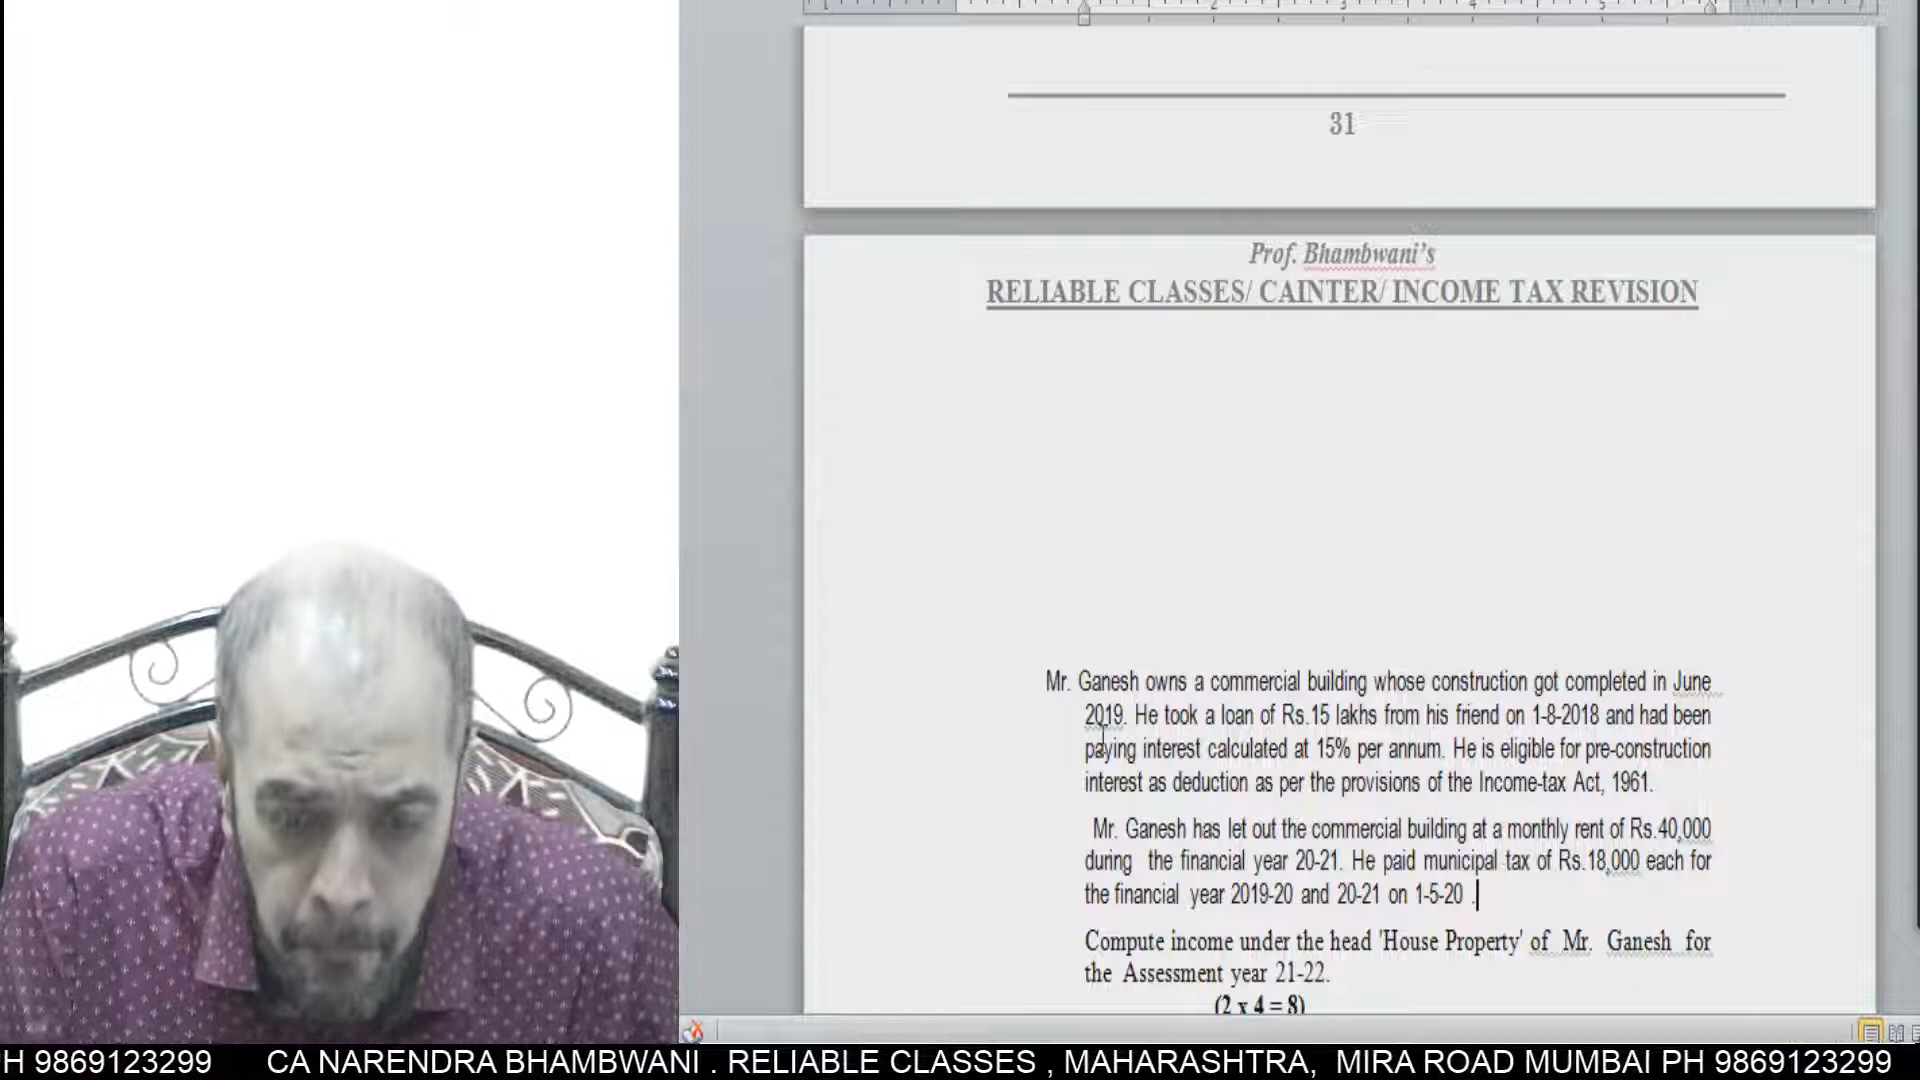 31
Prof. Bhambwani's
RELIABLE CLASSES/ CAINTER/ INCOME TAX REVISION
Mr. Ganesh owns a commercial building whose construction got completed in June
2019. He took a loan of Rs.15 lakhs from his friend on 1-8-2018 and had been
paying interest calculated at 15% per annum. He is eligible for pre-construction
interest as deduction as per the provisions of the Income-tax Act, 1961.
Mr. Ganesh has let out the commercial building at a monthly rent of Rs.40,000
during the financial year 20-21. He paid municipal tax of Rs.18,000 each for
the financial year 2019-20 and 20-21 on 1-5-20 .
Compute income under the head 'House Property' of Mr. Ganesh for
the Assessment year 21-22.
(2 x 4 = 8)
PH 9869123299 CA NARENDRA BHAMBWANI . RELIABLE CLASSES , MAHARASHTRA, MIRA ROAD MUMBAI PH 9869123299